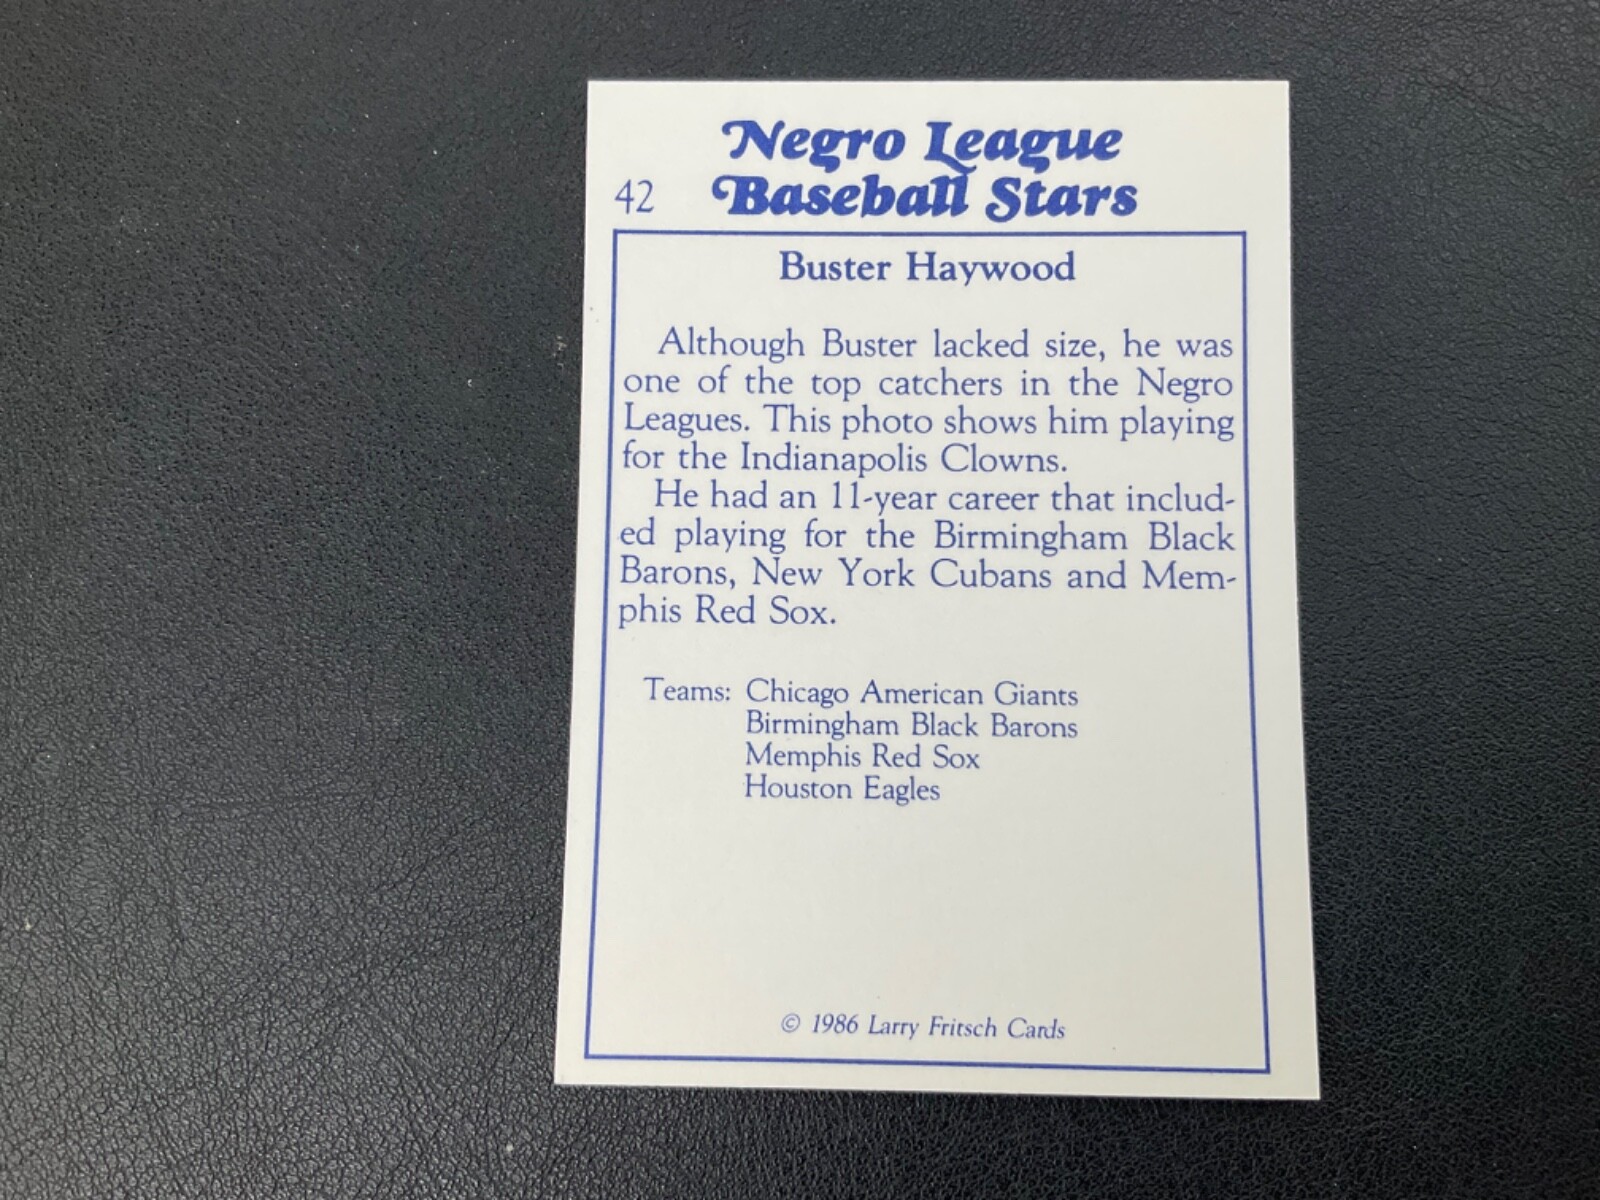 Negro League
42 Baseball Stars
Buster Haywood
Although Buster lacked size, he was
one of the top catchers in the Negro
Leagues. This photo shows him playing
for the Indianapolis Clowns.
He had an 11-year career that includ-
ed playing for the Birmingham Black
Barons, New York Cubans and Mem-
phis Red Sox.
Teams: Chicago American Giants
Birmingham Black Barons
Memphis Red Sox
Houston Eagles
© 1986 Larry Fritsch Cards